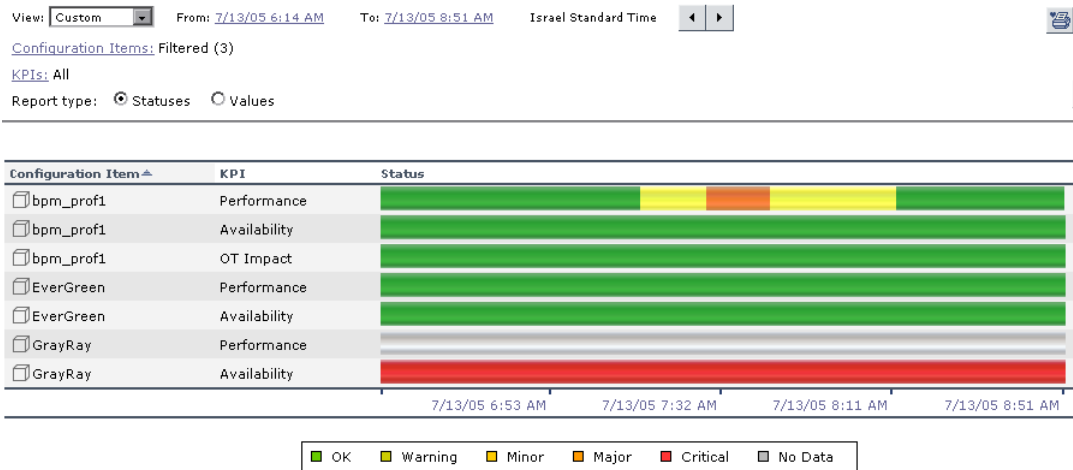 View: Custom From: 7/13/05 6:14 AM To: 7/13/05 8:51 AM Israel Standard Time
Configuration Items: Filtered (3)
KPIs: All
Report type: Statuses Values
Configuration Item KPI Status
bpm_prof1 Performance
bpm_prof1 Availability
bpm_prof1 OT Impact
EverGreen Performance
EverGreen Availability
GrayRay Performance
GrayRay Availability
7/13/05 6:53 AM 7/13/05 7:32 AM 7/13/05 8:11 AM 7/13/05 8:51 AM
OK Warning Minor Major Critical No Data